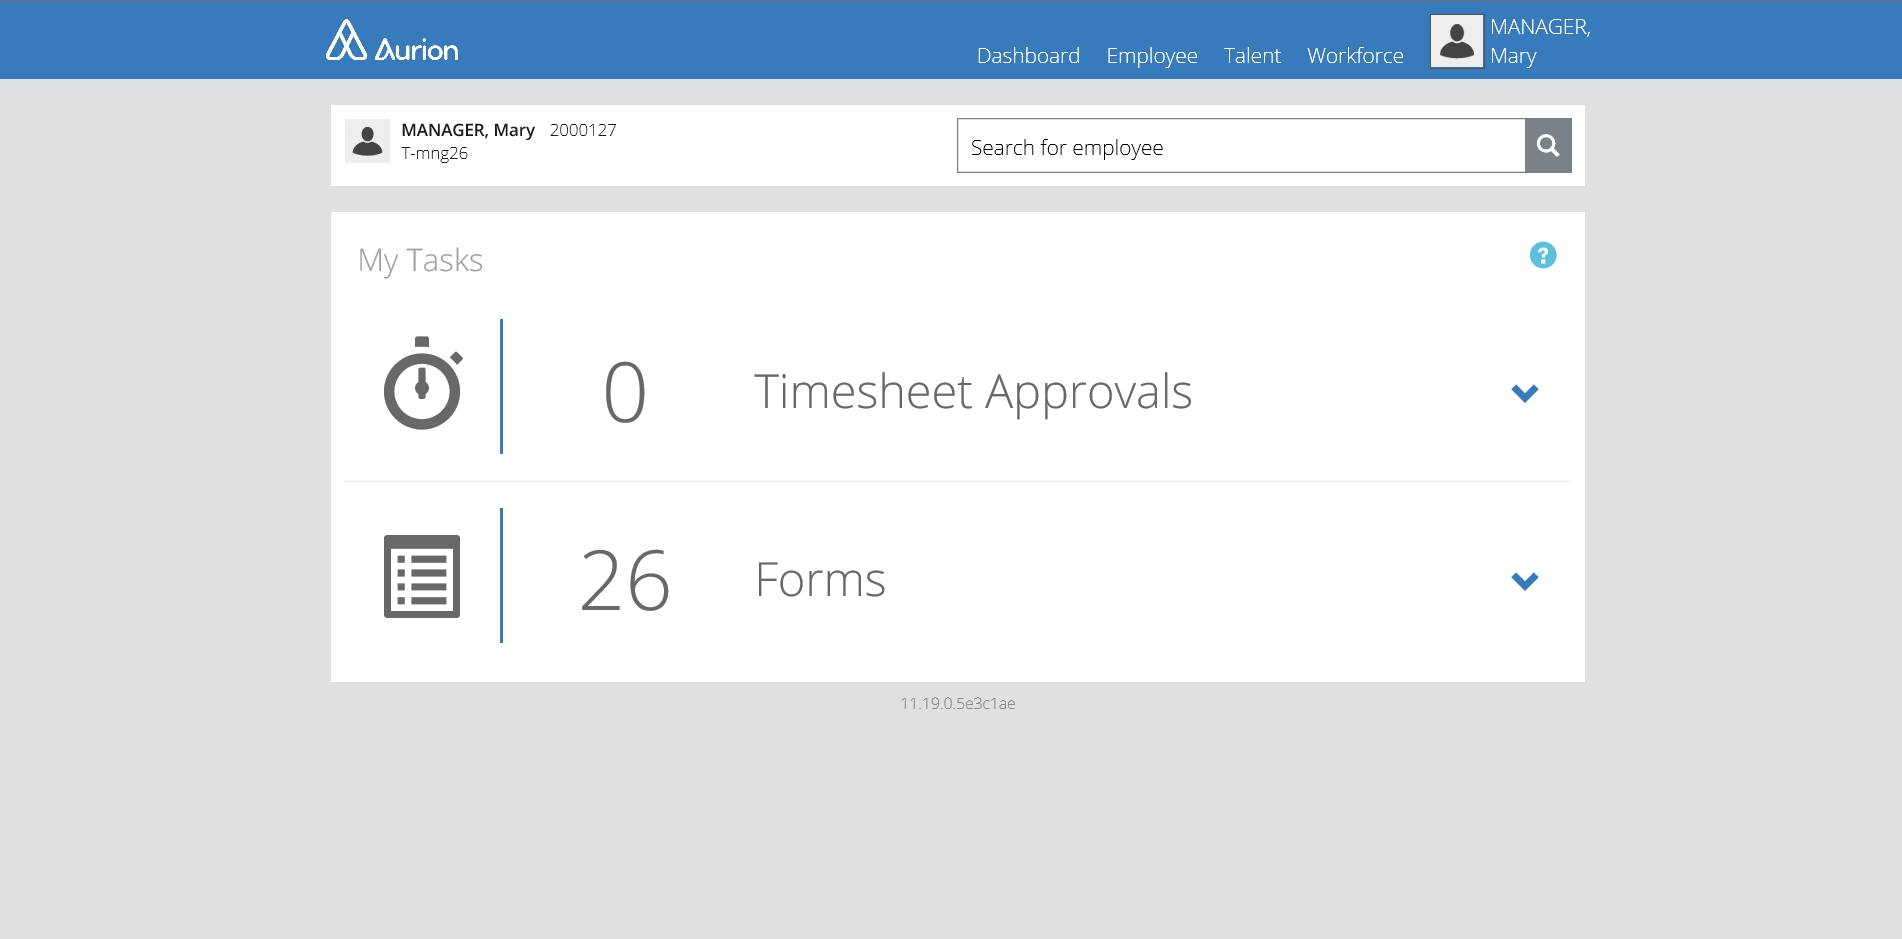 Aurion
Dashboard Employee Talent Workforce
MANAGER,
Mary
MANAGER, Mary 2000127
T-mng26
Search for employee
My Tasks
?
0 Timesheet Approvals
26 Forms
11.19.0.5e3c1ae